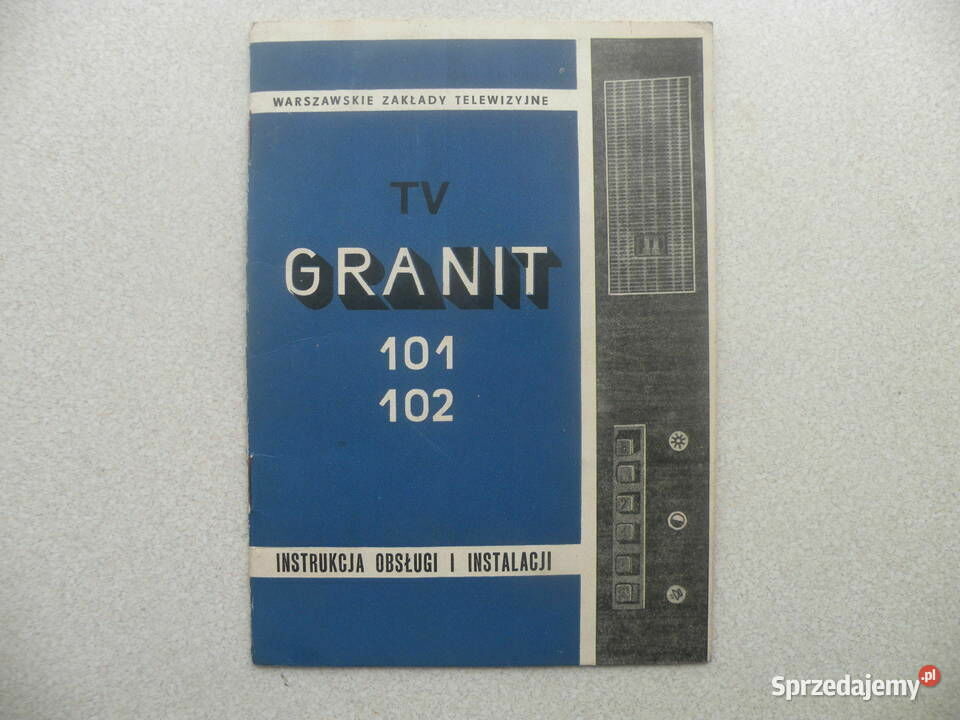 WARSZAWSKIE ZAKŁADY TELEWIZYJNE
TV
GRANIT
101
102
INSTRUKCJA OBSŁUGI I INSTALACJI
Sprzedajemy.pl